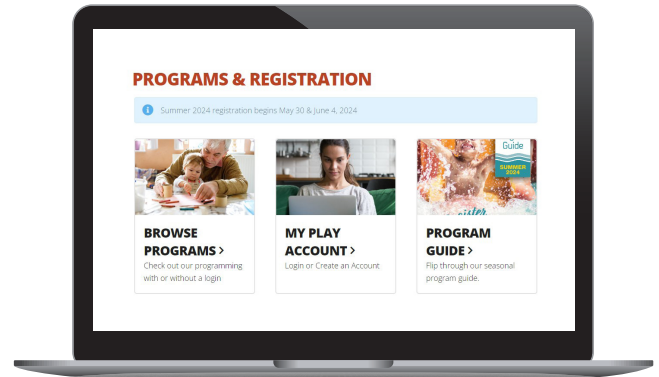 PROGRAMS & REGISTRATION
Summer 2024 registration begins May 30 & June 4, 2024
Guide
SUMMER
2024
BROWSE
PROGRAMS >
Check out our programming
with or without a login
MY PLAY
ACCOUNT >
Login or Create an Account
PROGRAM
GUIDE >
Flip through our seasonal
program guide.